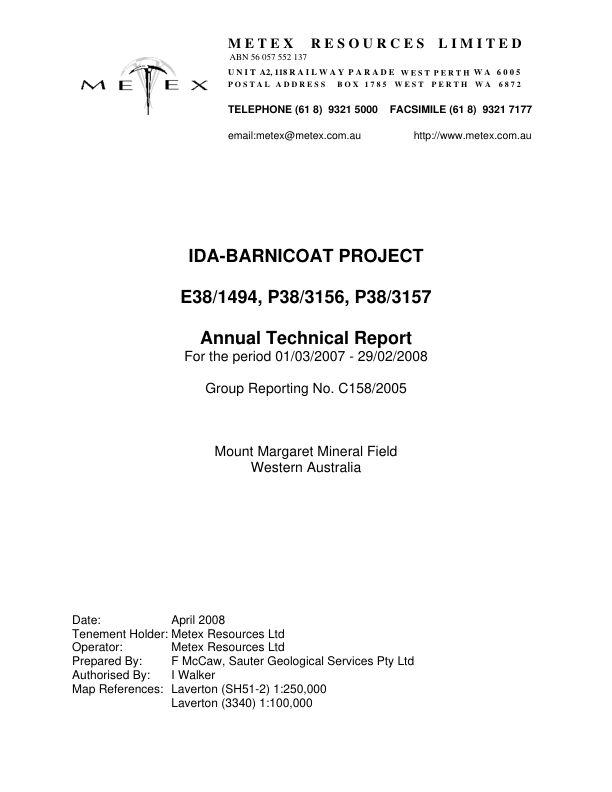 METEX
METEX RESOURCES LIMITED
ABN 56 057 552 137
UNIT A2, 118 RAILWAY PARADE WEST PERTH WA 6005
POSTAL ADDRESS BOX 1785 WEST PERTH WA 6872
TELEPHONE (61 8) 9321 5000 FACSIMILE (61 8) 9321 7177
email:metex@metex.com.au http://www.metex.com.au
IDA-BARNICOAT PROJECT
E38/1494, P38/3156, P38/3157
Annual Technical Report
For the period 01/03/2007 - 29/02/2008
Group Reporting No. C158/2005
Mount Margaret Mineral Field
Western Australia
Date: April 2008
Tenement Holder: Metex Resources Ltd
Operator: Metex Resources Ltd
Prepared By: F McCaw, Sauter Geological Services Pty Ltd
Authorised By: I Walker
Map References: Laverton (SH51-2) 1:250,000
Laverton (3340) 1:100,000